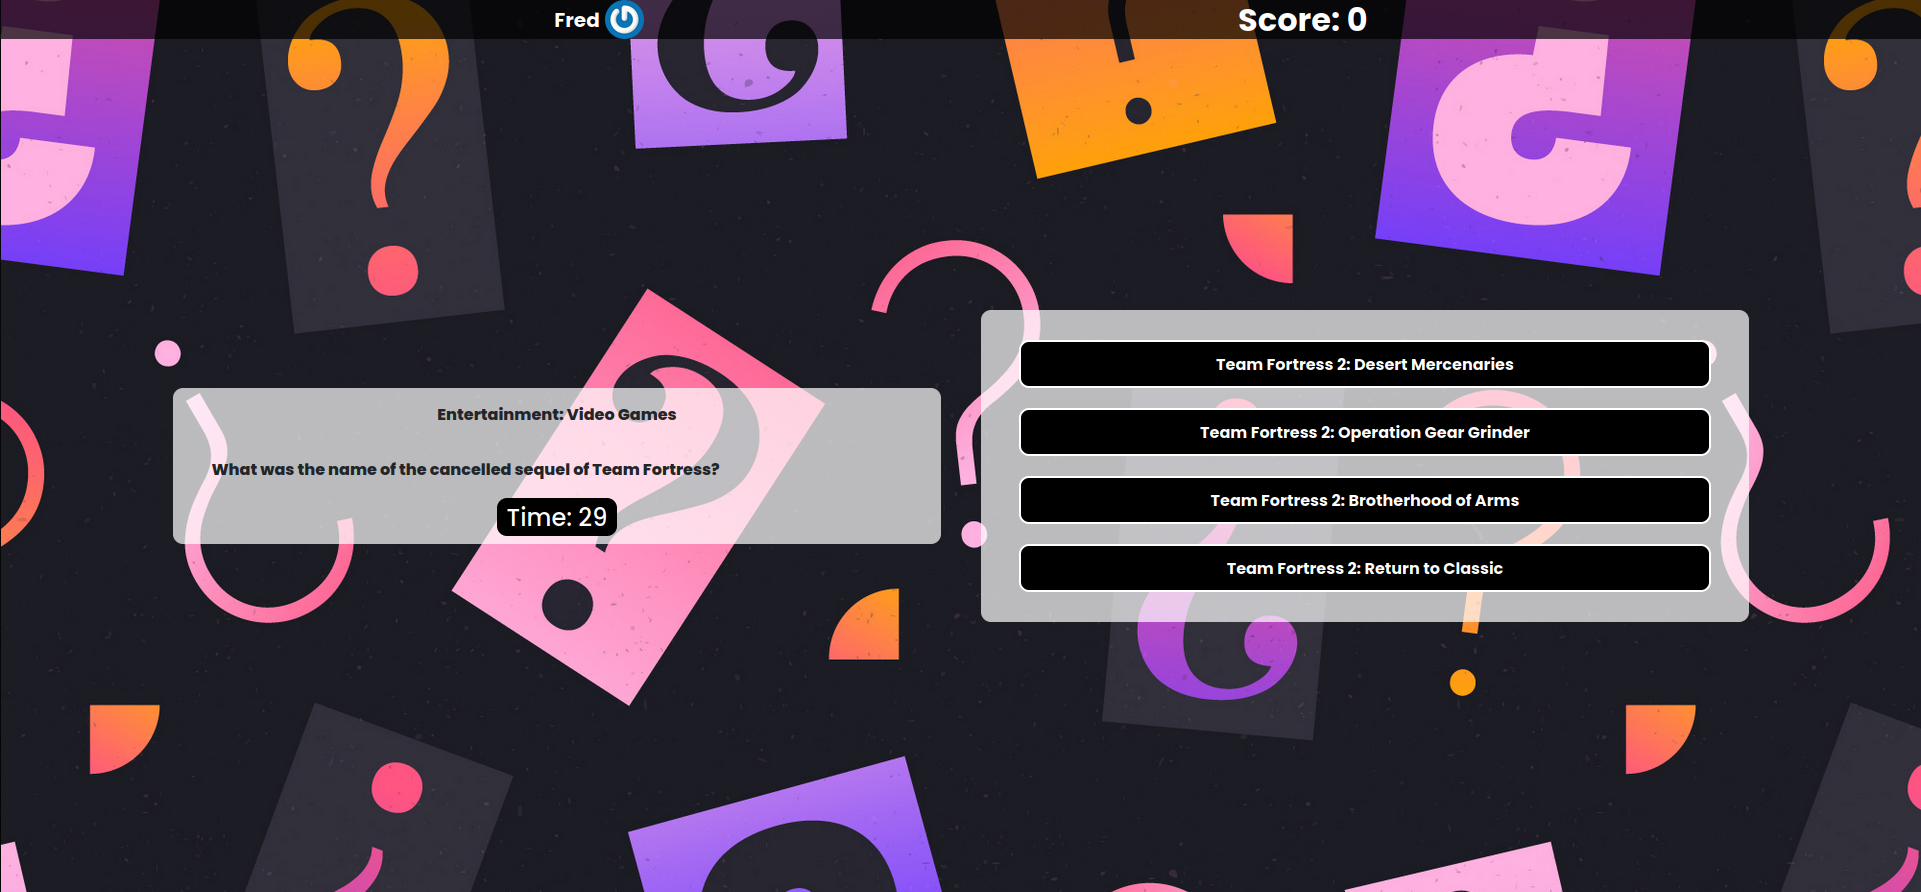 Fred
Score: 0
Entertainment: Video Games
What was the name of the cancelled sequel of Team Fortress?
Time: 29
Team Fortress 2: Desert Mercenaries
Team Fortress 2: Operation Gear Grinder
Team Fortress 2: Brotherhood of Arms
Team Fortress 2: Return to Classic